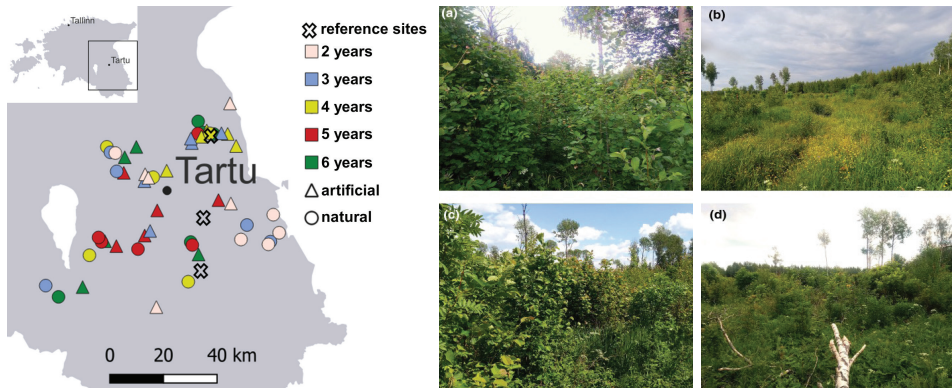 Tallinn
Tartu
reference sites
2 years
3 years
4 years
5 years
6 years
artificial
natural
Tartu
0 20 40 km
(a)
(b)
(c)
(d)